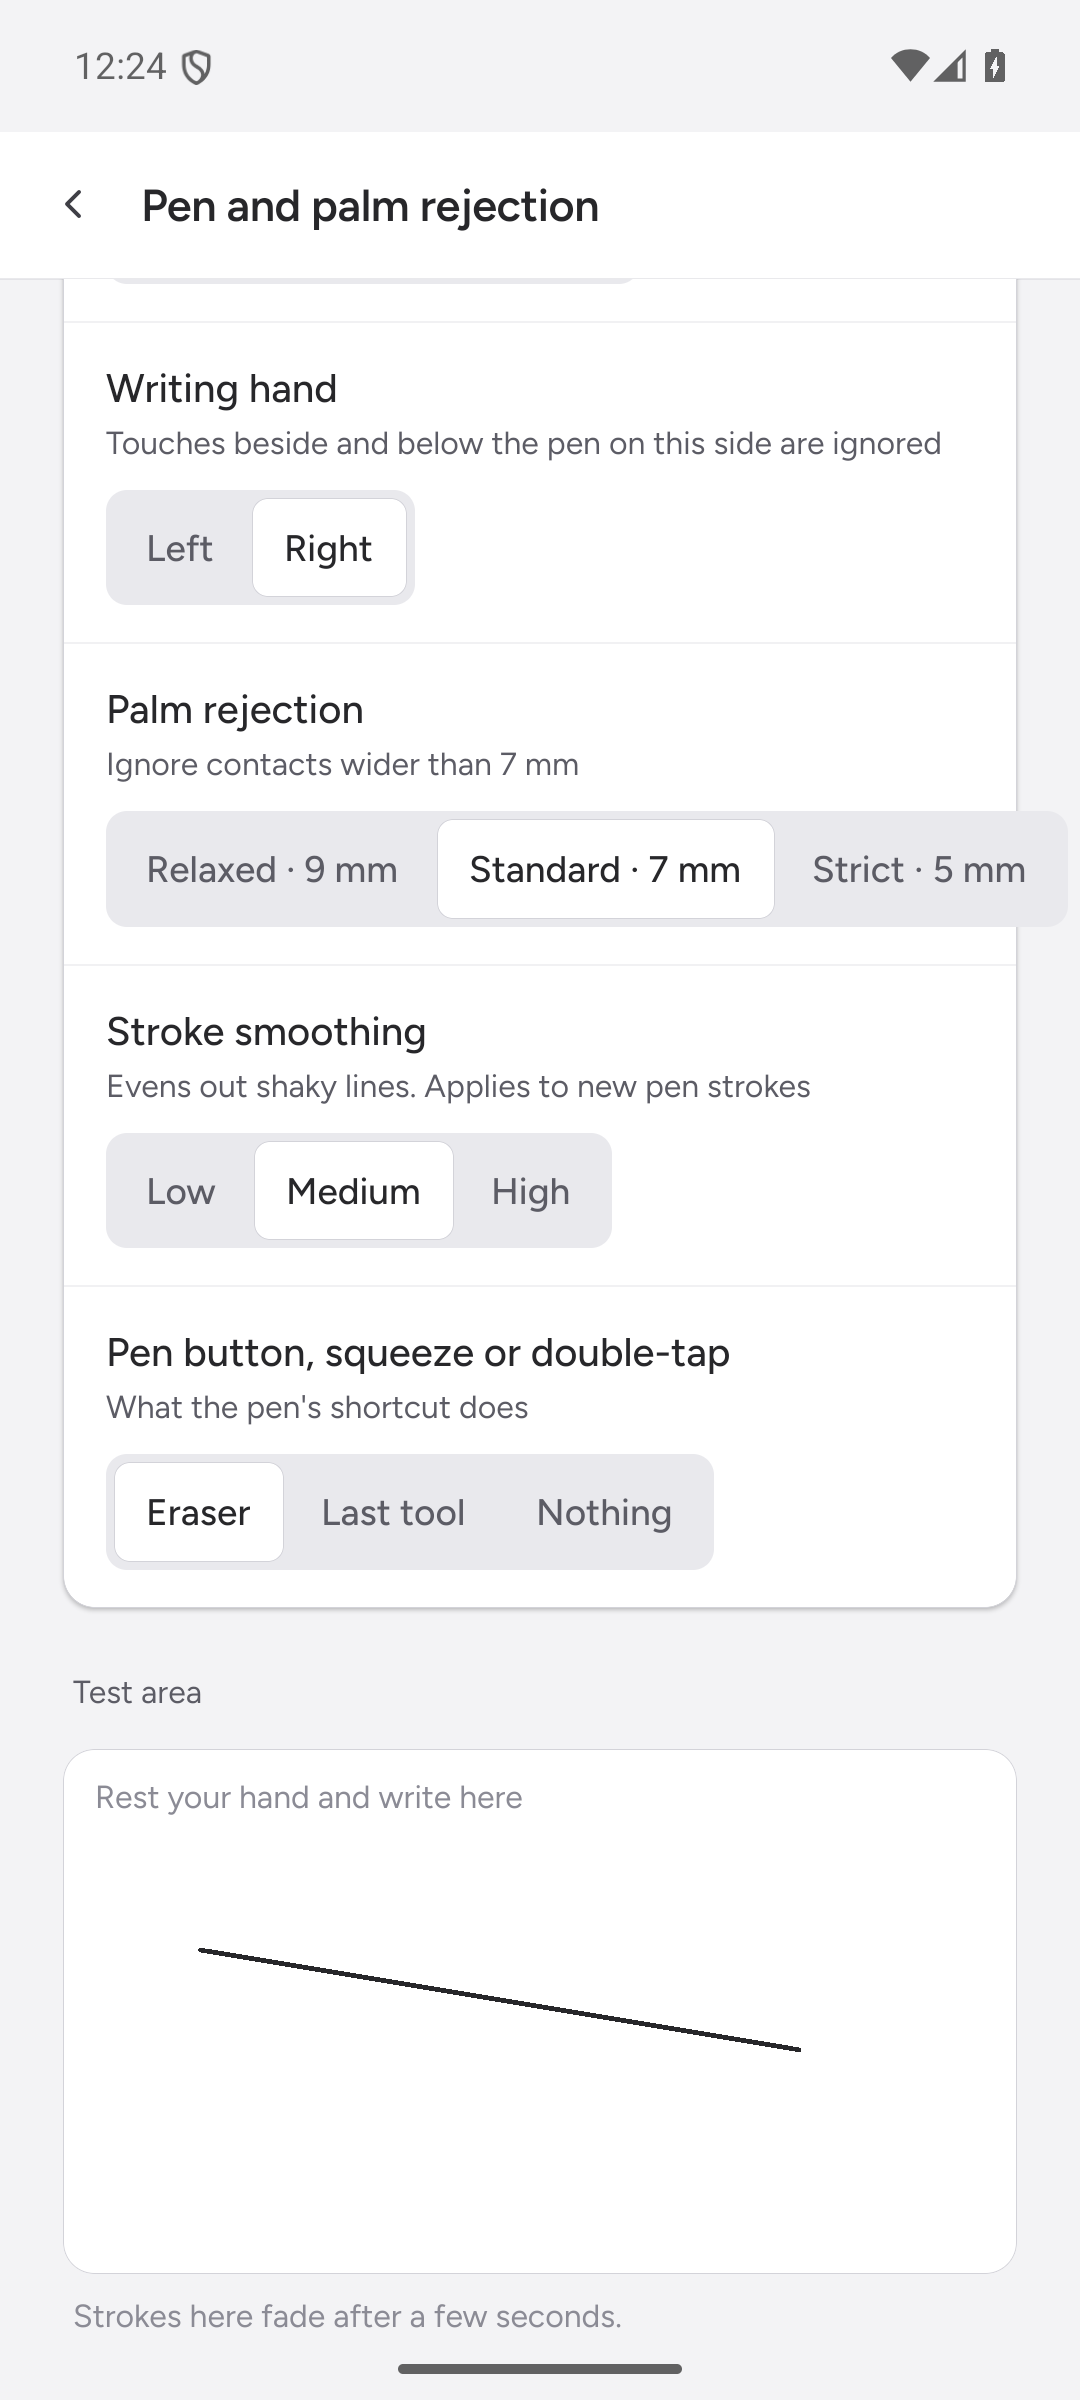 12:24
Pen and palm rejection
Writing hand
Touches beside and below the pen on this side are ignored
Left Right
Palm rejection
Ignore contacts wider than 7 mm
Relaxed · 9 mm Standard · 7 mm Strict · 5 mm
Stroke smoothing
Evens out shaky lines. Applies to new pen strokes
Low Medium High
Pen button, squeeze or double-tap
What the pen's shortcut does
Eraser Last tool Nothing
Test area
Rest your hand and write here
Strokes here fade after a few seconds.